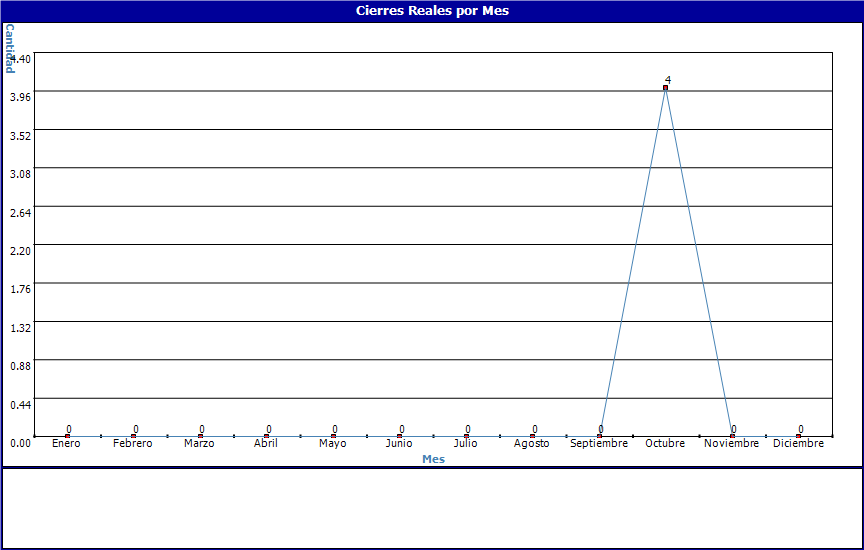 Cierres Reales por Mes
Cantidad
4.40
4
3.96
3.52
3.08
2.64
2.20
1.76
1.32
0.88
0.44
0 0 0 0 0 0 0 0 0 0 0
0.00
Enero Febrero Marzo Abril Mayo Junio Julio Agosto Septiembre Octubre Noviembre Diciembre
Mes